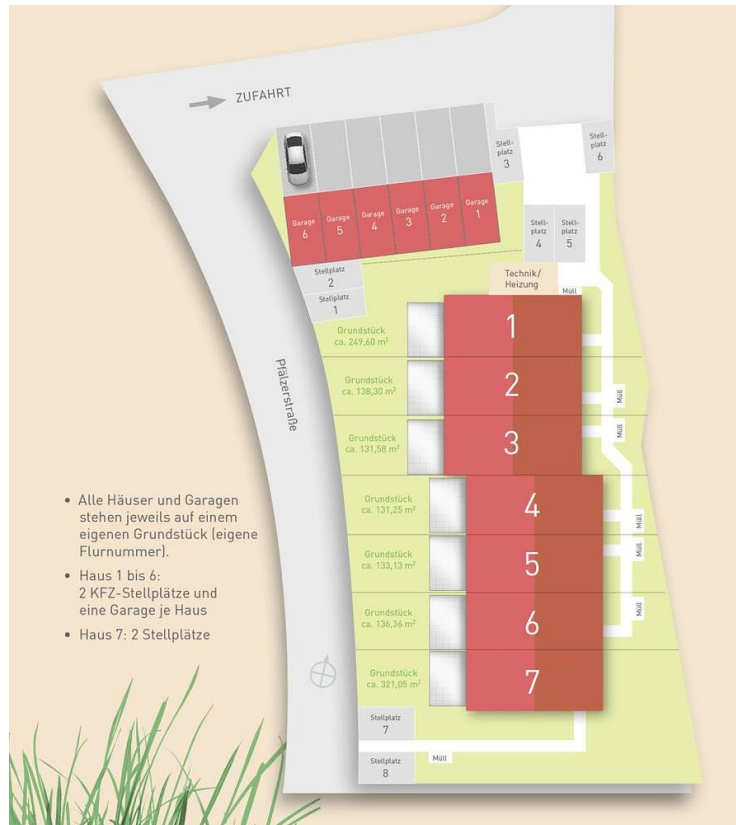 ZUFAHRT
Stell-
platz
3
Stell-
platz
6
Garage
6
Garage
5
Garage
4
Garage
3
Garage
2
Garage
1
Stell-
platz
4
Stell-
platz
5
Stellplatz
2
Stellplatz
1
Technik/
Heizung
Müll
Pfälzerstraße
Grundstück
ca. 249,60 m²
1
Grundstück
ca. 138,30 m²
2
Müll
Grundstück
ca. 131,58 m²
3
Müll
Grundstück
ca. 131,25 m²
4
Müll
Grundstück
ca. 133,13 m²
5
Müll
Grundstück
ca. 136,36 m²
6
Müll
Grundstück
ca. 321,05 m²
7
Stellplatz
7
Müll
Stellplatz
8
• Alle Häuser und Garagen
stehen jeweils auf einem
eigenen Grundstück (eigene
Flurnummer).
• Haus 1 bis 6:
2 KFZ-Stellplätze und
eine Garage je Haus
• Haus 7: 2 Stellplätze